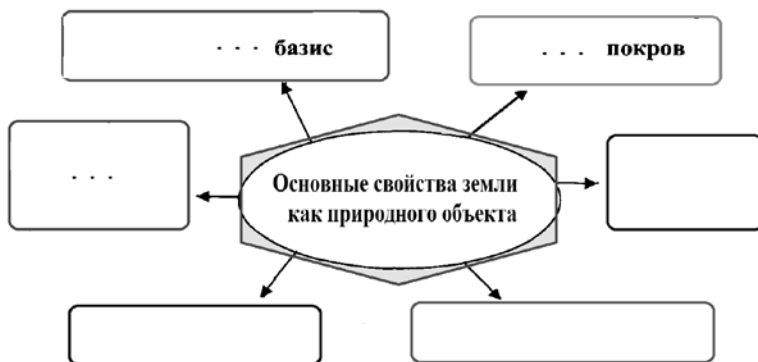 . . . базис
. . . покров
. . .
Основные свойства земли
как природного объекта